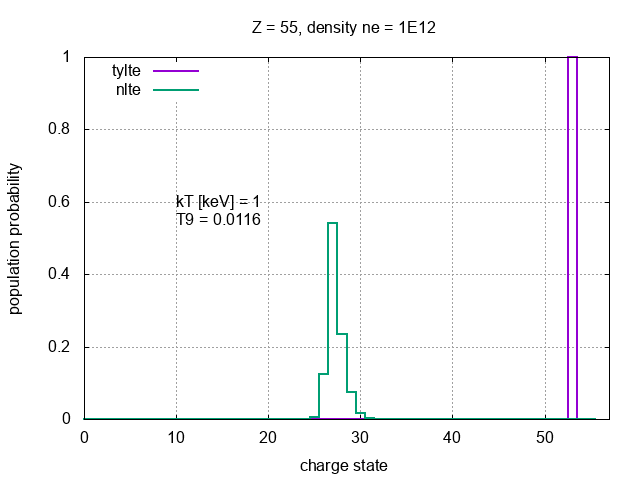 Z = 55, density ne = 1E12
tylte
nlte
kT [keV] = 1
T9 = 0.0116
population probability
1
0.8
0.6
0.4
0.2
0
0 10 20 30 40 50
charge state